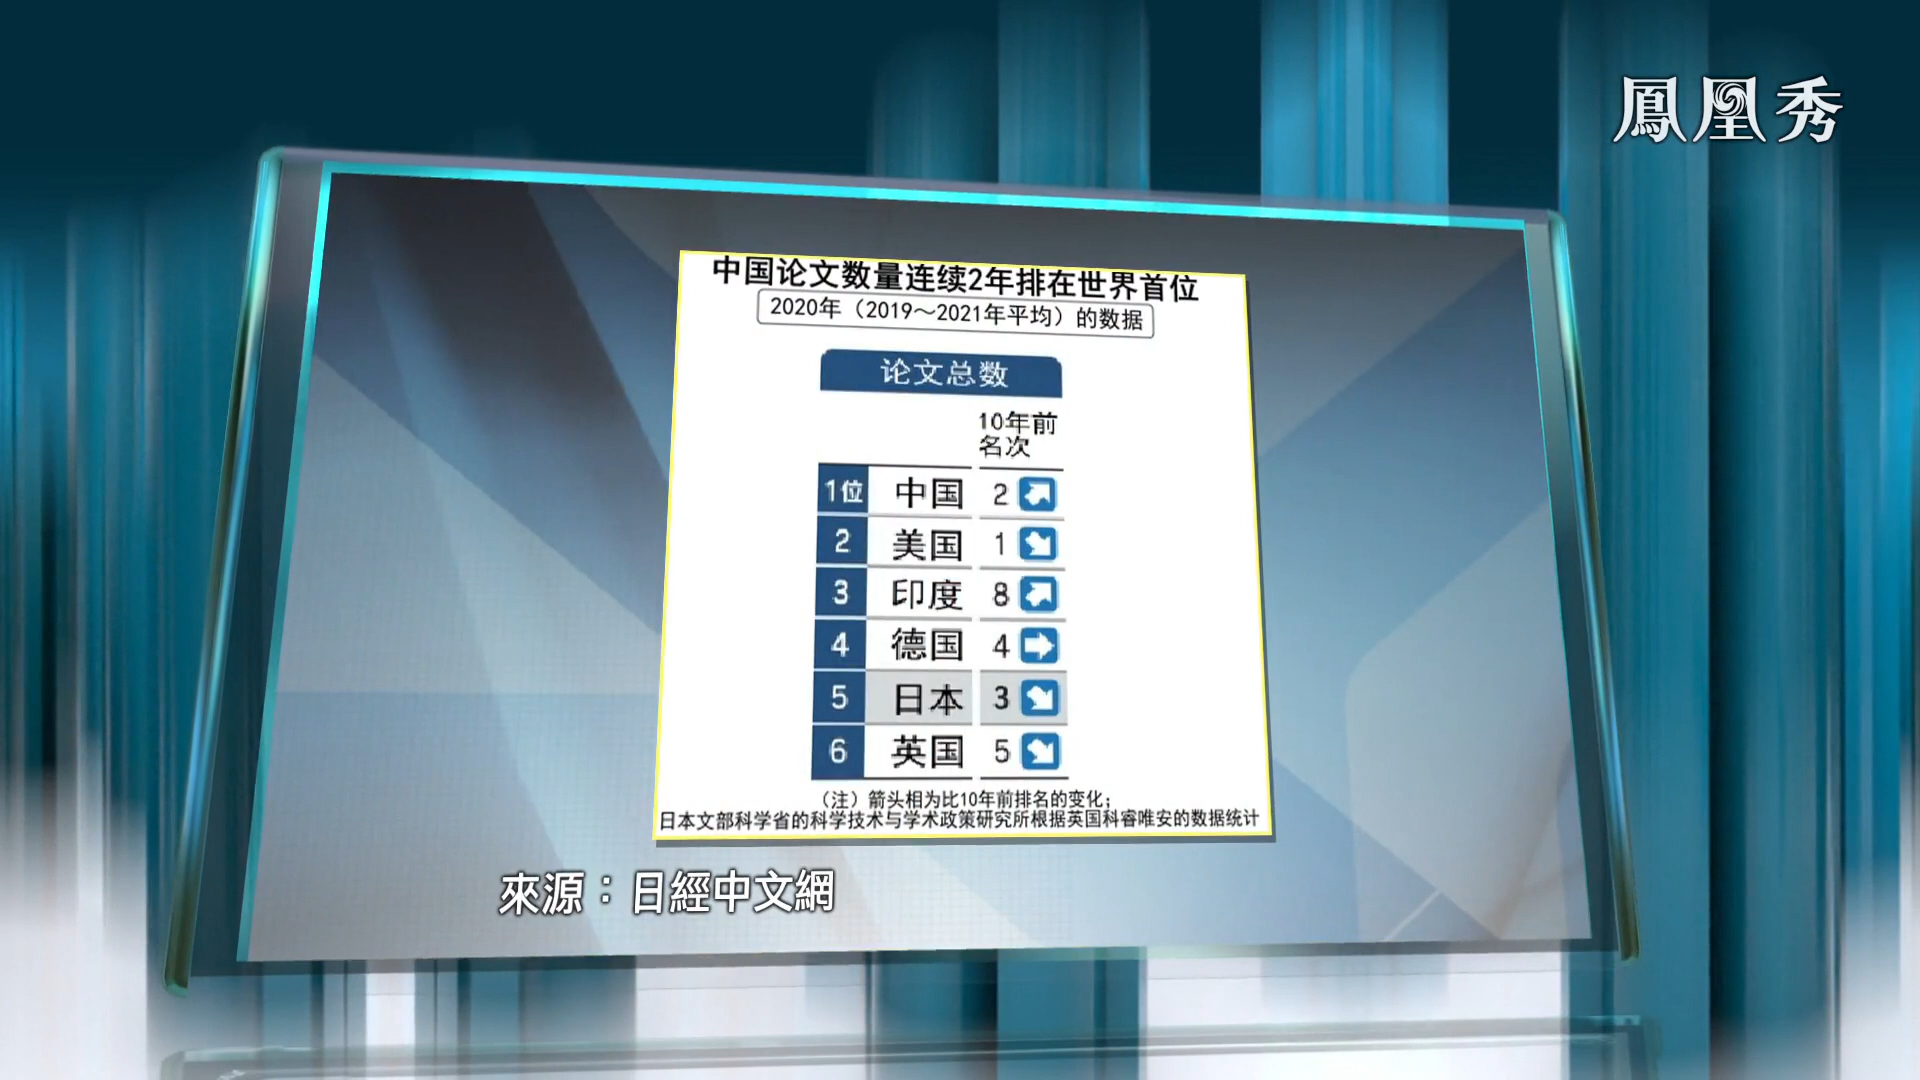 鳳凰秀
中国论文数量连续2年排在世界首位
2020年（2019～2021年平均）的数据
论文总数
10年前
名次
1位 中国 2
2 美国 1
3 印度 8
4 德国 4
5 日本 3
6 英国 5
（注）箭头相为比10年前排名的变化；
日本文部科学省的科学技术与学术政策研究所根据英国科睿唯安的数据统计
來源：日經中文網